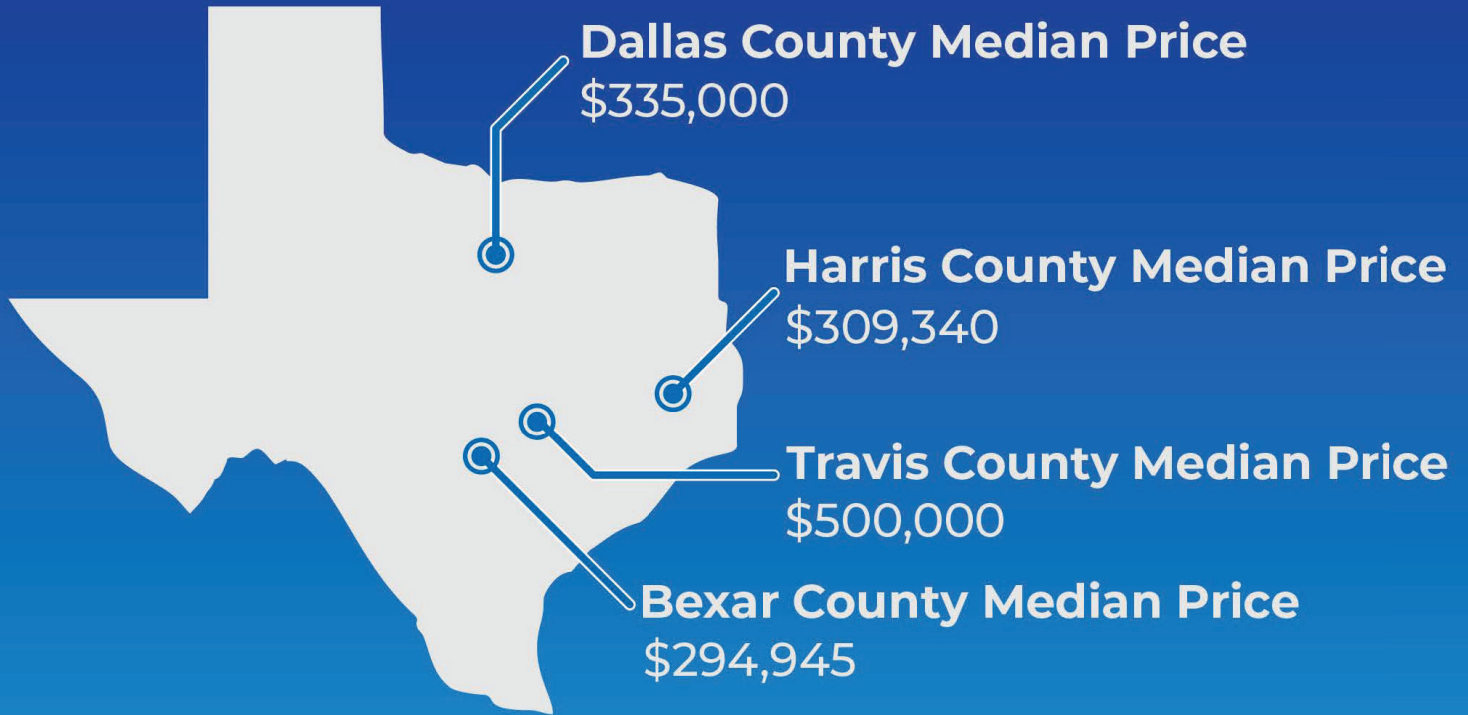 Dallas County Median Price
$335,000
Harris County Median Price
$309,340
Travis County Median Price
$500,000
Bexar County Median Price
$294,945